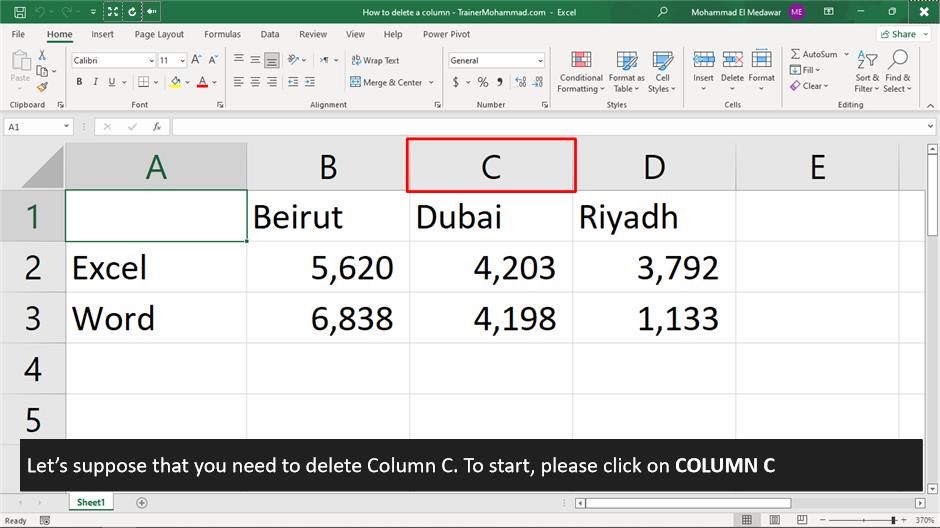 How to delete a column - TrainerMohammad.com - Excel
Mohammad El Medawar
ME
File Home Insert Page Layout Formulas Data Review View Help Power Pivot
Share
Paste
Clipboard
Calibri 11
B I U
Font
Wrap Text
Merge & Center
Alignment
General
$ % ,
Number
Conditional Formatting
Format as Table
Cell Styles
Styles
Insert Delete Format
Cells
AutoSum
Fill
Clear
Sort & Filter
Find & Select
Editing
A1
fx
A B C D E
1 Beirut Dubai Riyadh
2 Excel 5,620 4,203 3,792
3 Word 6,838 4,198 1,133
4
5
Let’s suppose that you need to delete Column C. To start, please click on COLUMN C
Sheet1
Ready
370%